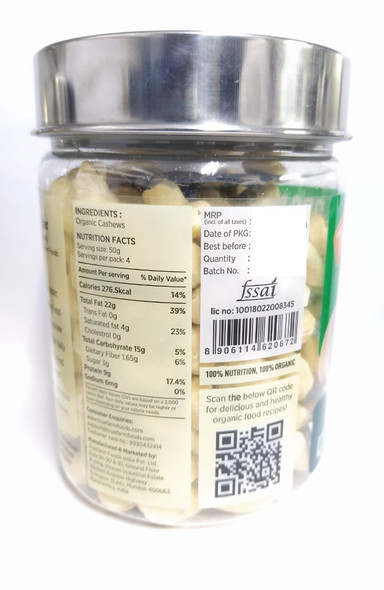 INGREDIENTS :
Organic Cashews
NUTRITION FACTS
Serving size: 50g
Servings per pack: 4
Amount Per serving % Daily Value*
Calories 276.5kcal 14%
Total Fat 22g 39%
Trans Fat 0g
Saturated fat 4g 23%
Cholestrol 0g
Total Carbohyrate 15g 5%
Dietary Fiber 1.65g 6%
Sugar 3g
Protein 9g 17.4%
Sodium 6mg 0%
Customer Enquiries:
Manufactured & Marketed by:
MRP
(incl. of all taxes) :
Date of PKG:
Best before :
Quantity :
Batch No. :
fssai
lic no: 10018022008345
8 906114 620672
100% NUTRITION, 100% ORGANIC
Scan the below QR code
for delicious and healthy
organic food recipes!